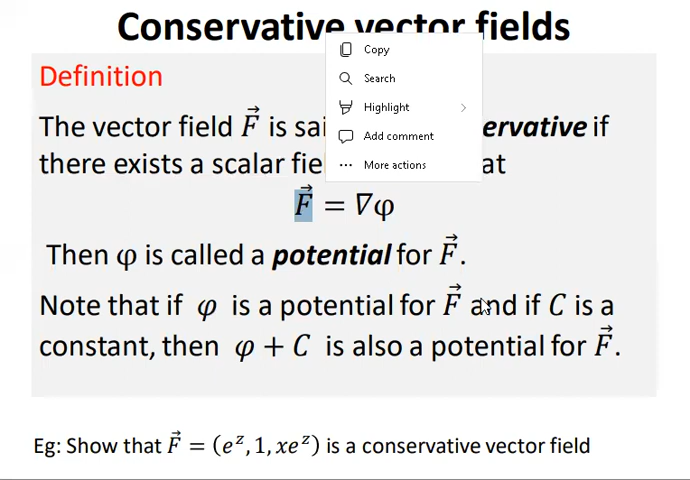 Conservative vector fields
Copy
Search
Highlight
Add comment
More actions
Definition
The vector field F⃗ is sai ervative if
there exists a scalar fie at
F⃗ = ∇φ
Then φ is called a potential for F⃗.
Note that if φ is a potential for F⃗ and if C is a
constant, then φ + C is also a potential for F⃗.
Eg: Show that F⃗ = (e^z, 1, xe^z) is a conservative vector field